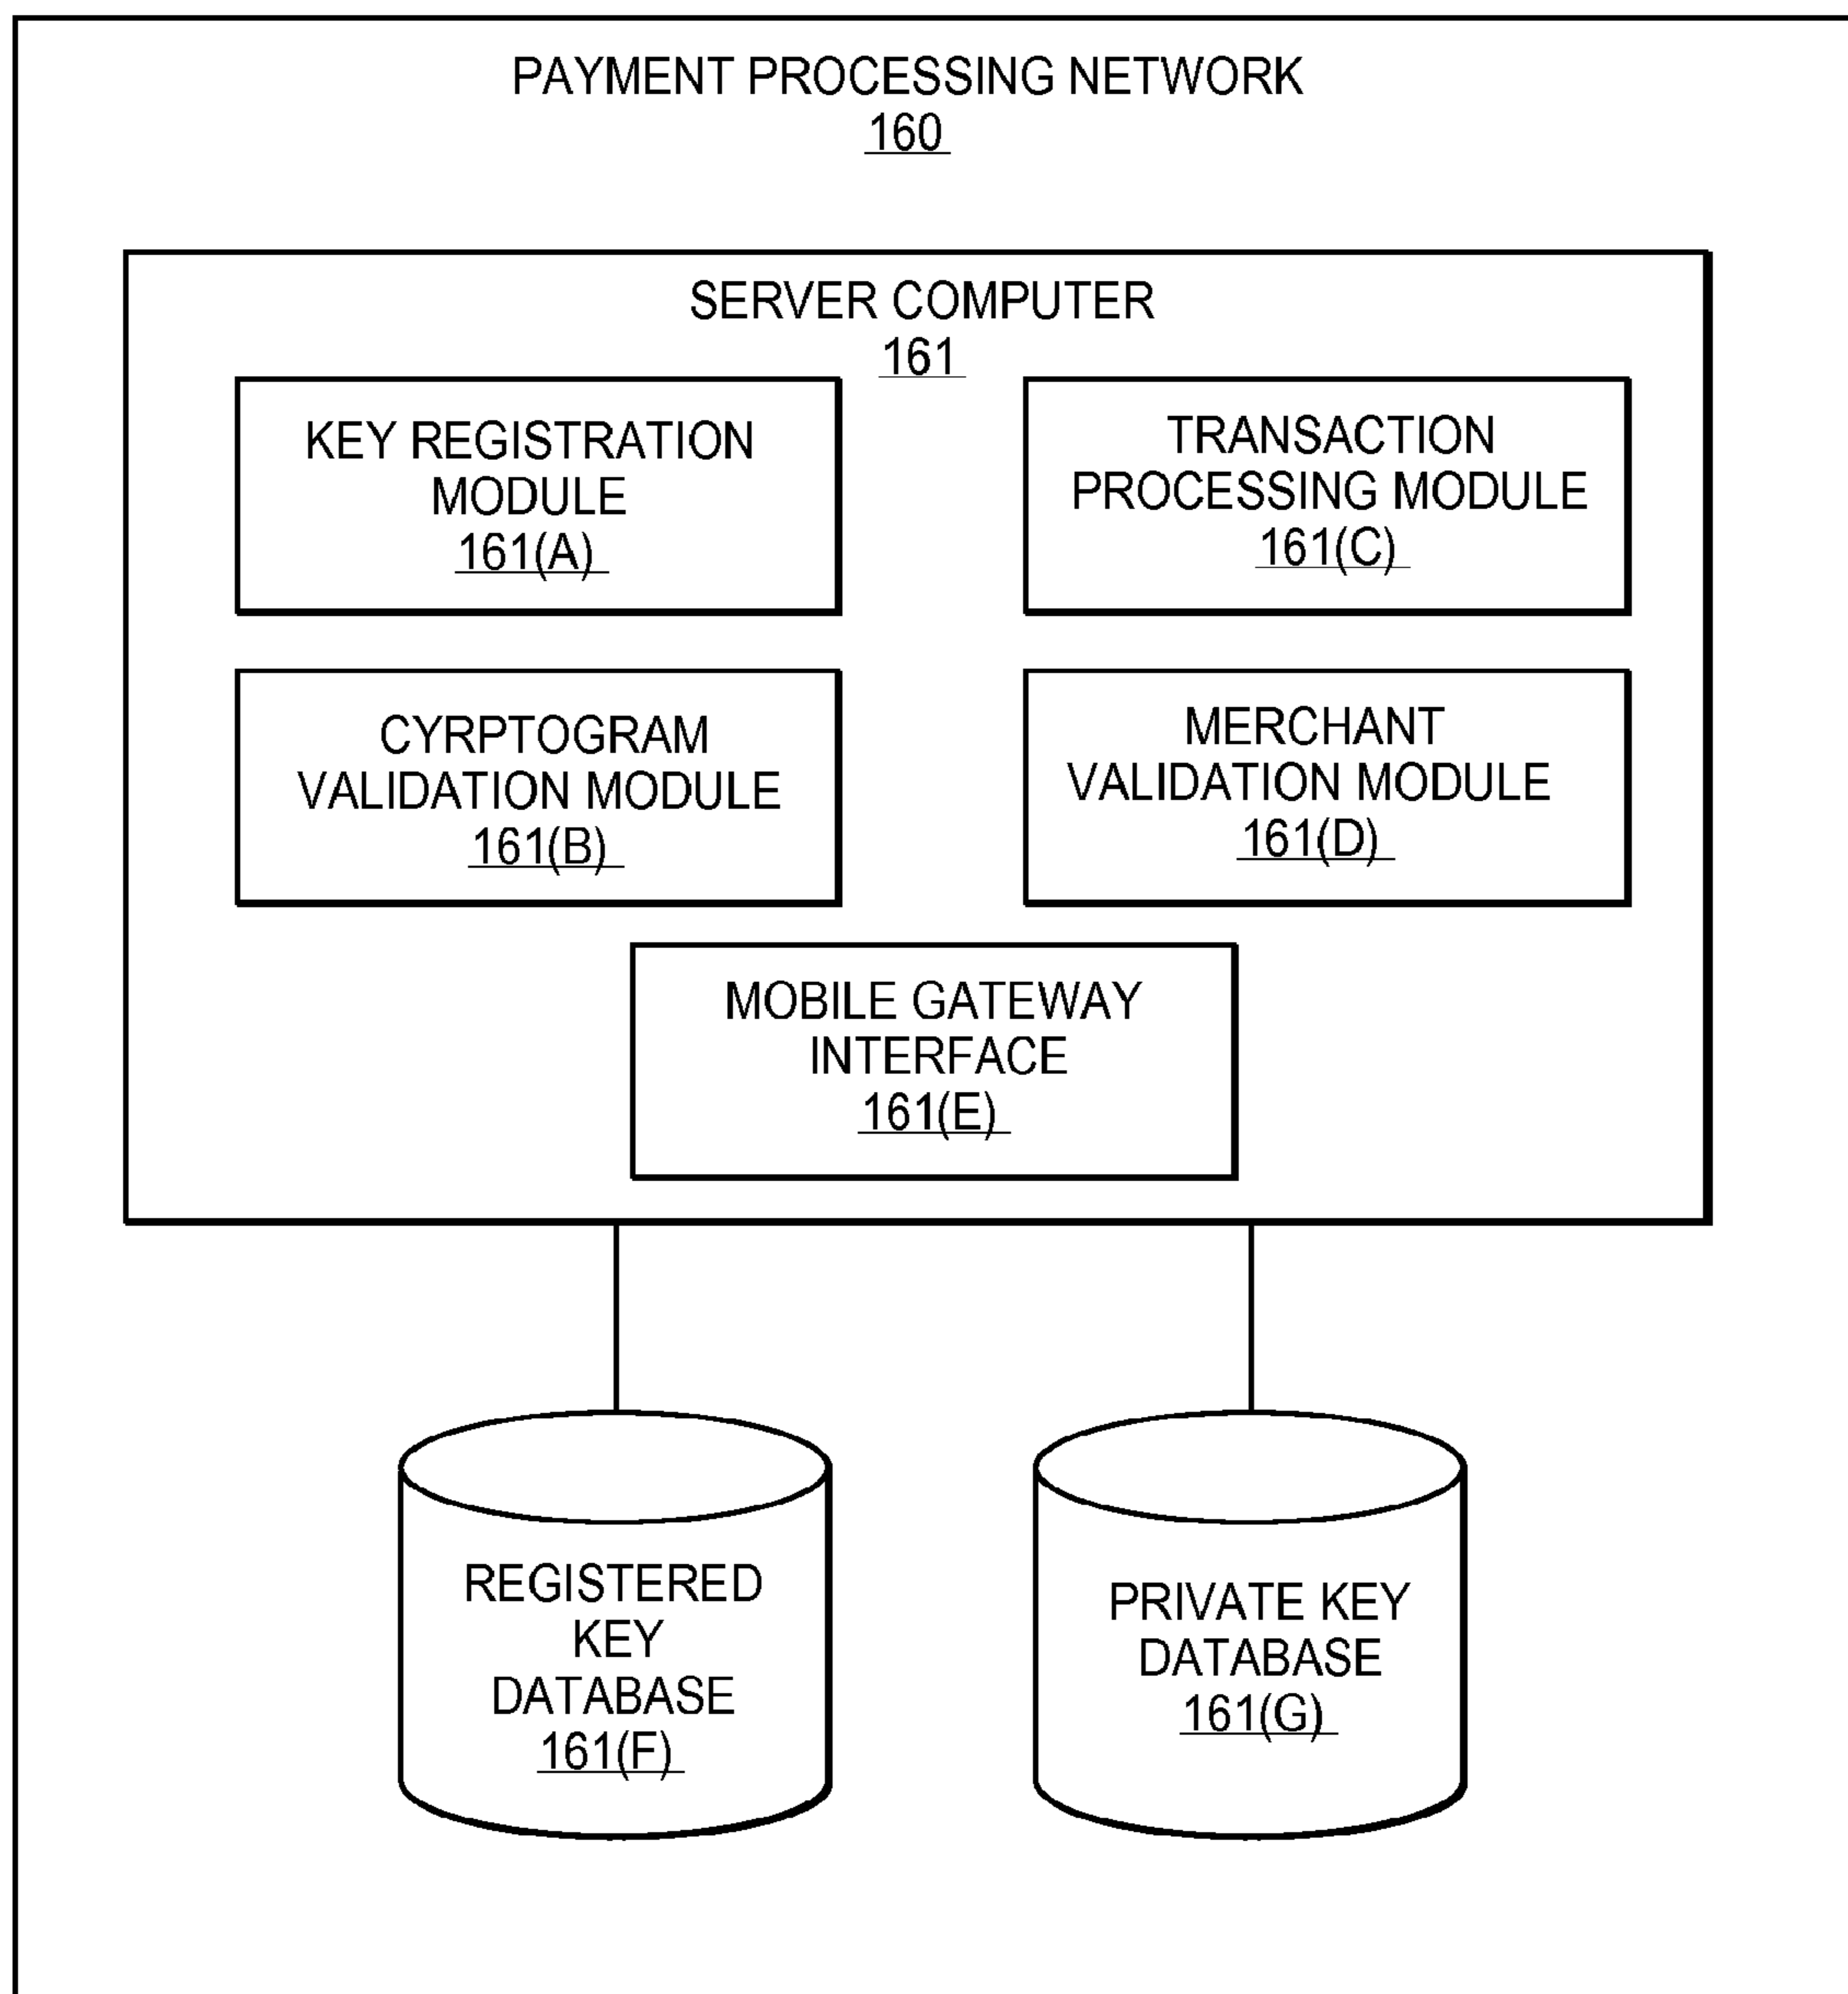 PAYMENT PROCESSING NETWORK
160
SERVER COMPUTER
161
KEY REGISTRATION
MODULE
161(A)
TRANSACTION
PROCESSING MODULE
161(C)
CYRPTOGRAM
VALIDATION MODULE
161(B)
MERCHANT
VALIDATION MODULE
161(D)
MOBILE GATEWAY
INTERFACE
161(E)
REGISTERED
KEY
DATABASE
161(F)
PRIVATE KEY
DATABASE
161(G)